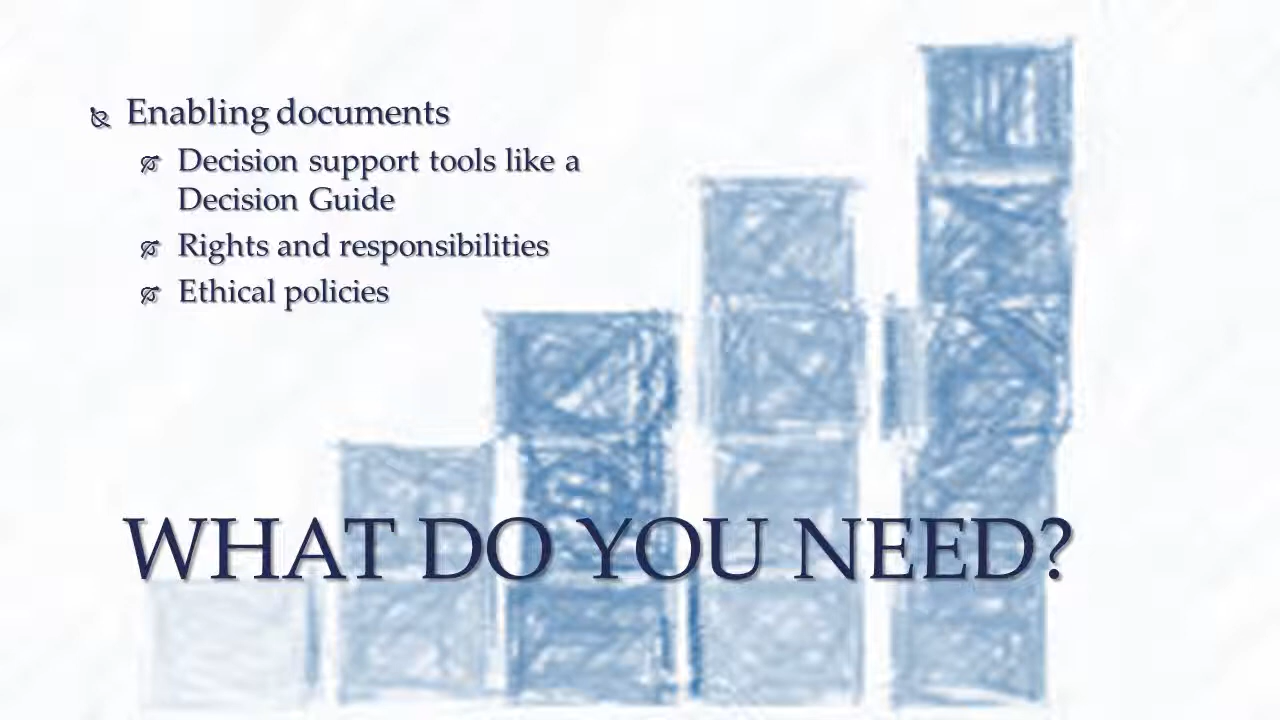 Enabling documents
Decision support tools like a
Decision Guide
Rights and responsibilities
Ethical policies
WHAT DO YOU NEED?